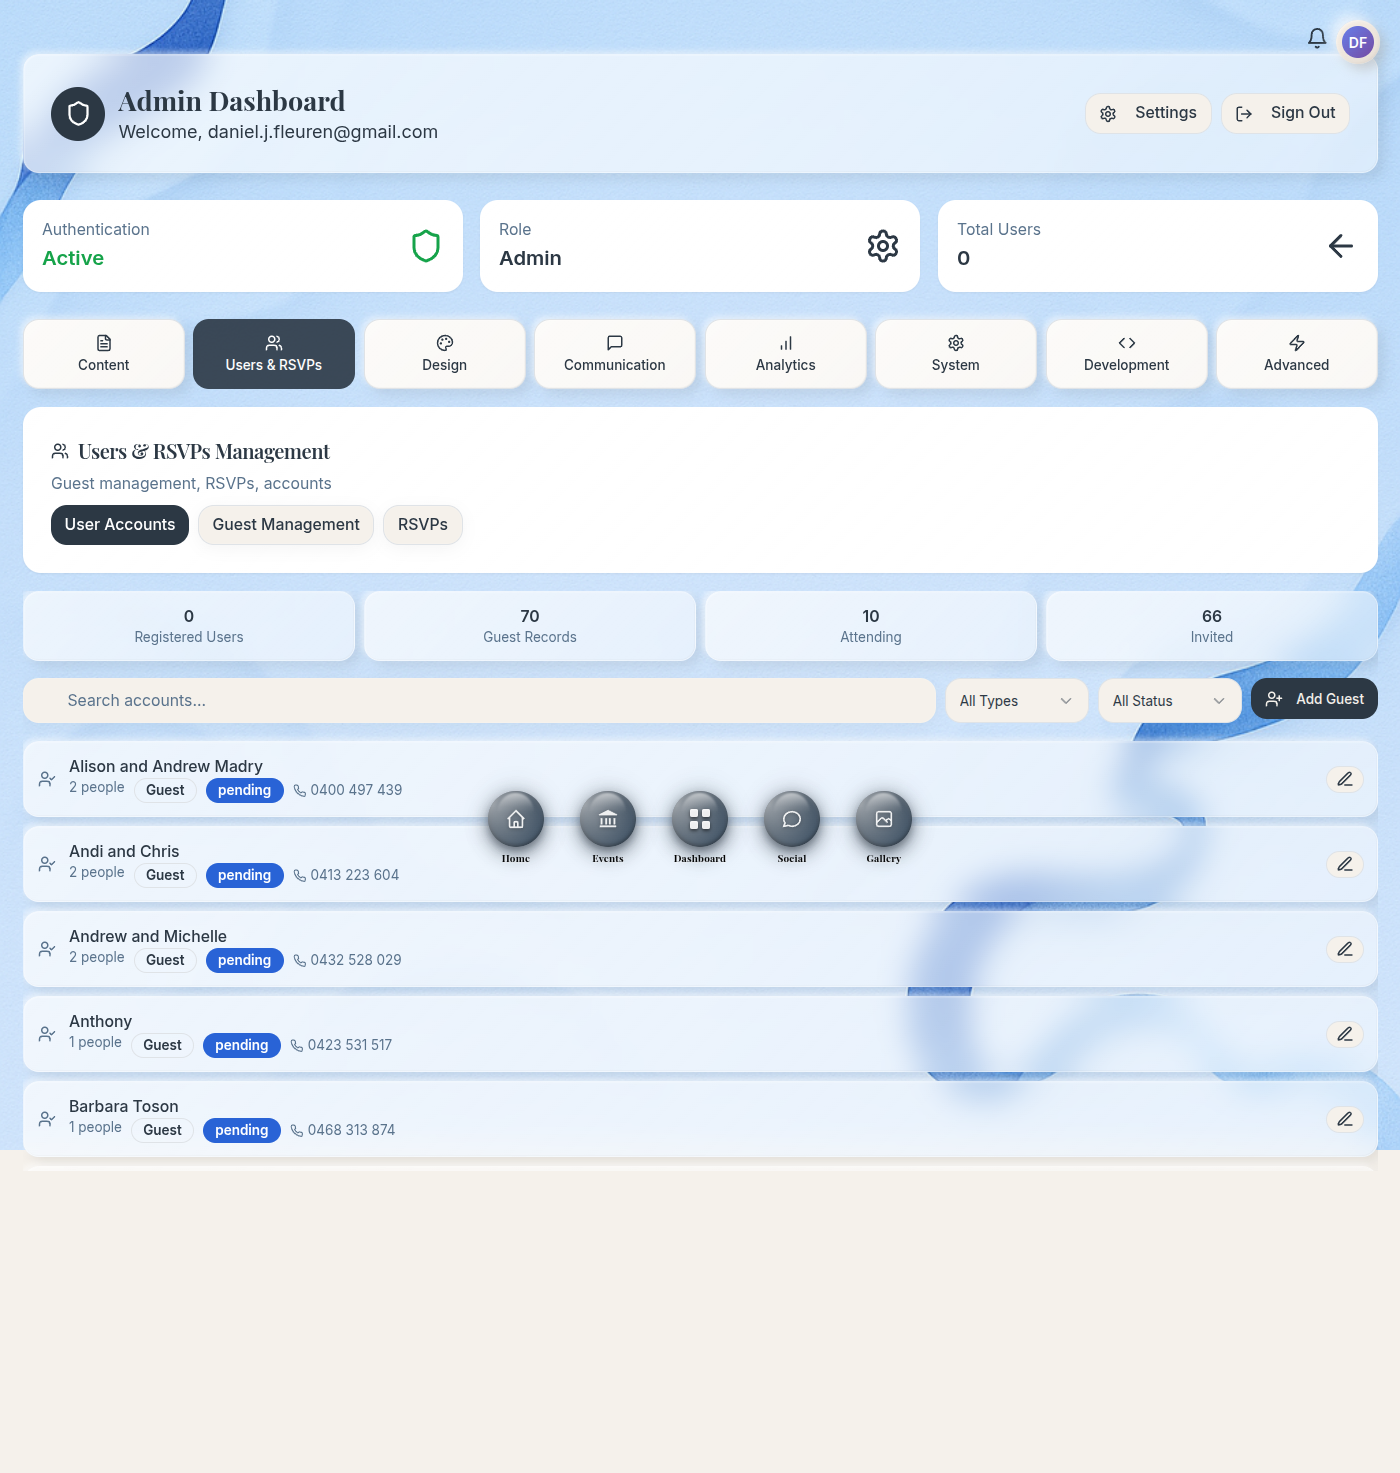 DF
Admin Dashboard
Welcome, daniel.j.fleuren@gmail.com
Settings
Sign Out
Authentication
Active
Role
Admin
Total Users
0
Content
Users & RSVPs
Design
Communication
Analytics
System
Development
Advanced
Users & RSVPs Management
Guest management, RSVPs, accounts
User Accounts
Guest Management
RSVPs
0
Registered Users
70
Guest Records
10
Attending
66
Invited
Search accounts...
All Types
All Status
Add Guest
Alison and Andrew Madry
2 people Guest pending 0400 497 439
Andi and Chris
2 people Guest pending 0413 223 604
Home
Events
Dashboard
Social
Gallery
Andrew and Michelle
2 people Guest pending 0432 528 029
Anthony
1 people Guest pending 0423 531 517
Barbara Toson
1 people Guest pending 0468 313 874